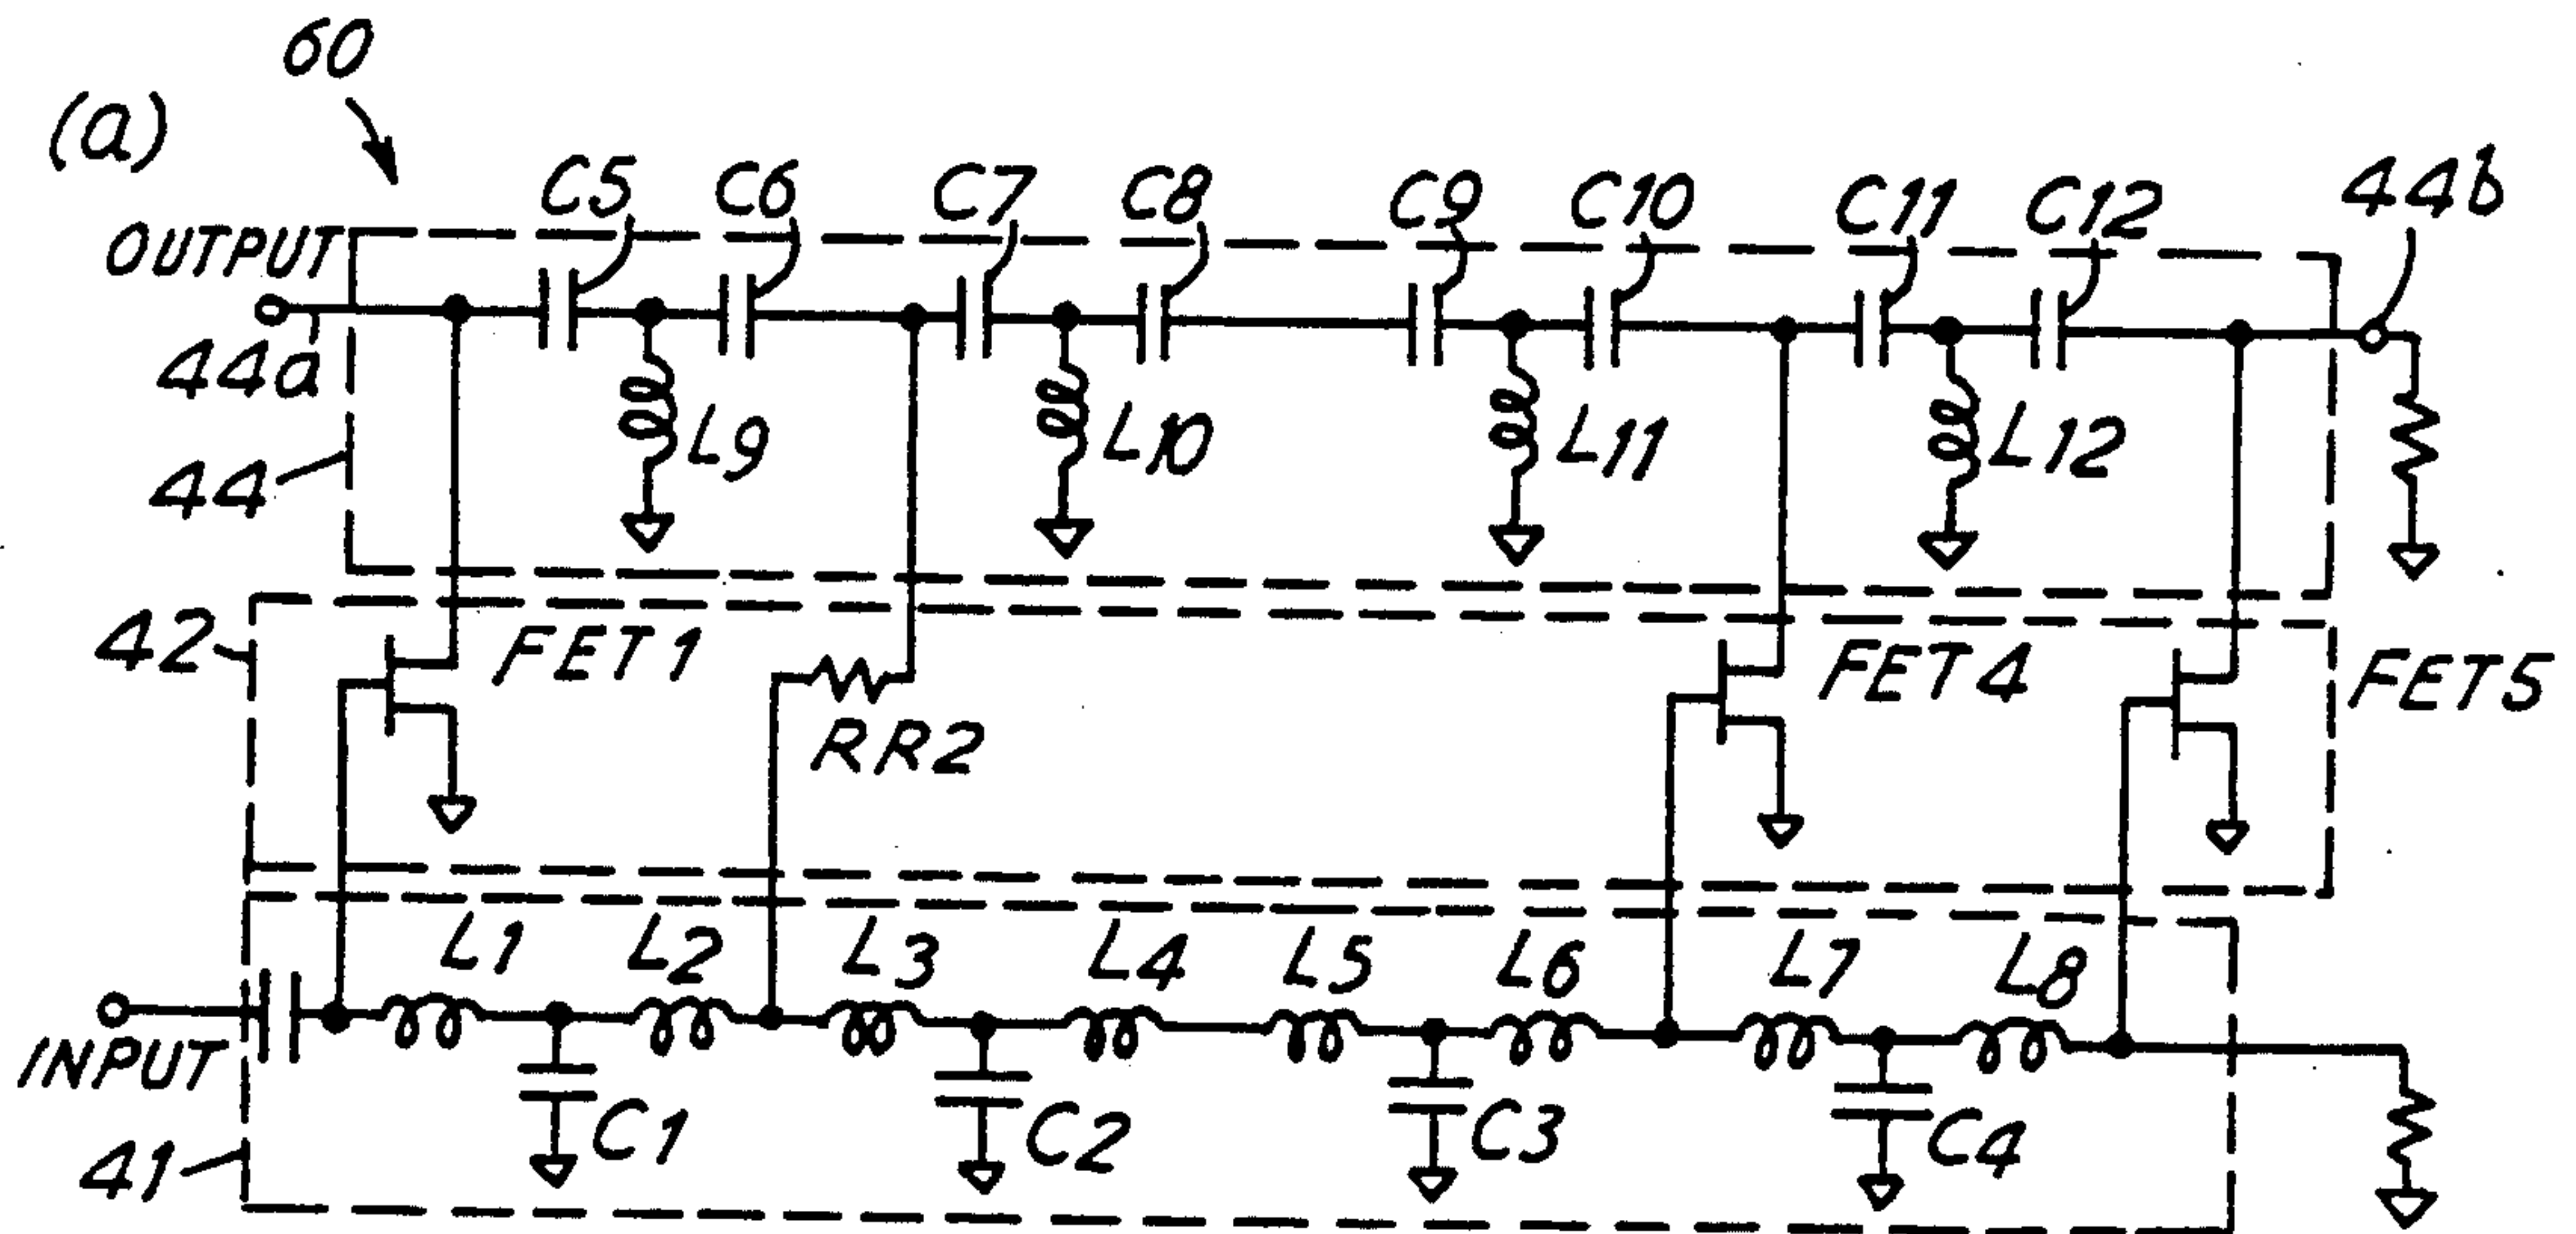 60
(a)
C5 C6 C7 C8 C9 C10 C11 C12 44b
OUTPUT
44a
L9 L10 L11 L12
44
42
FET1 FET4 FET5
RR2
L1 L2 L3 L4 L5 L6 L7 L8
INPUT
C1 C2 C3 C4
41